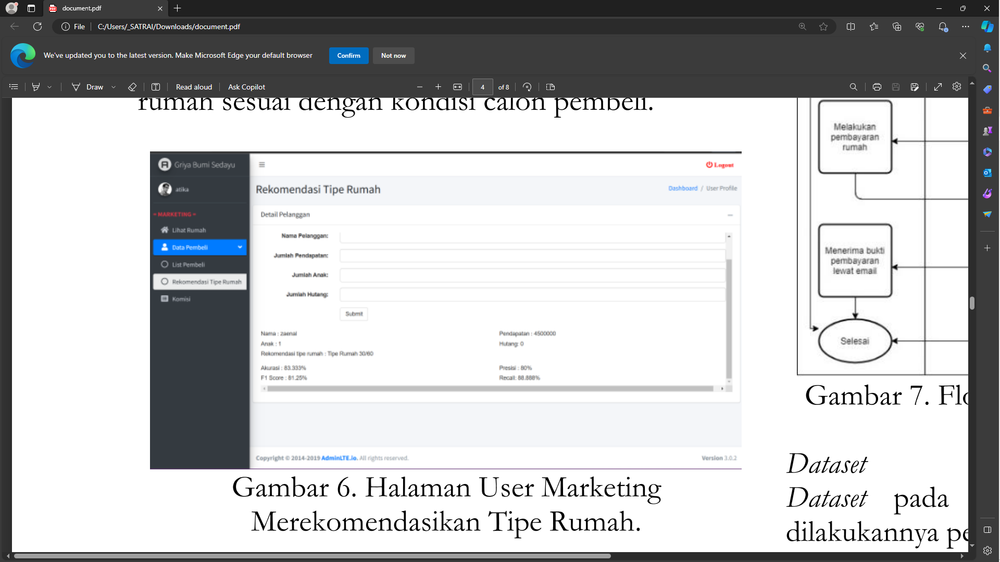 document.pdf
File
C:/Users/_SATRAI/Downloads/document.pdf
We've updated you to the latest version. Make Microsoft Edge your default browser
Confirm
Not now
Draw
Read aloud
Ask Copilot
4
of 8
rumah sesuai dengan kondisi calon pembeli.
Griya Bumi Sedayu
Logout
atika
Rekomendasi Tipe Rumah
Dashboard / User Profile
= MARKETING =
Detail Pelanggan
Lihat Rumah
Nama Pelanggan:
Data Pembeli
Jumlah Pendapatan:
List Pembeli
Jumlah Anak:
Rekomendasi Tipe Rumah
Jumlah Hutang:
Komisi
Submit
Nama : zaenal
Pendapatan : 4500000
Anak : 1
Hutang: 0
Rekomendasi tipe rumah : Tipe Rumah 30/60
Akurasi : 83.333%
Presisi : 80%
F1 Score : 81.25%
Recall: 88.888%
Copyright © 2014-2019 AdminLTE.io. All rights reserved.
Version 3.0.2
Gambar 6. Halaman User Marketing
Merekomendasikan Tipe Rumah.
Melakukan
pembayaran
rumah
Menerima bukti
pembayaran
lewat email
Selesai
Gambar 7. Flo
Dataset
Dataset pada
dilakukannya pe